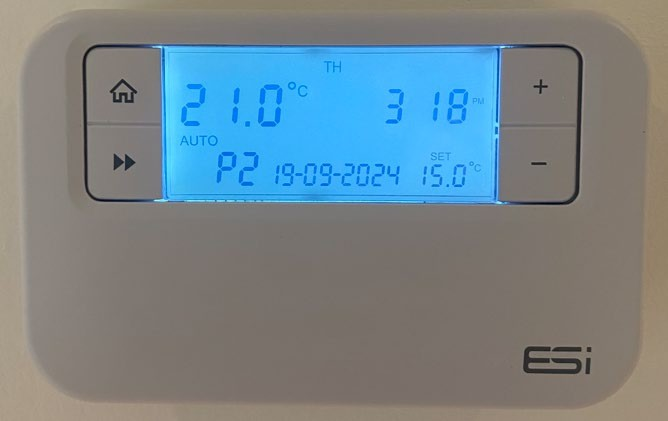 TH
21.0°C 3 18 PM
AUTO
P2 19-09-2024 SET 15.0°C
+
−
ESi